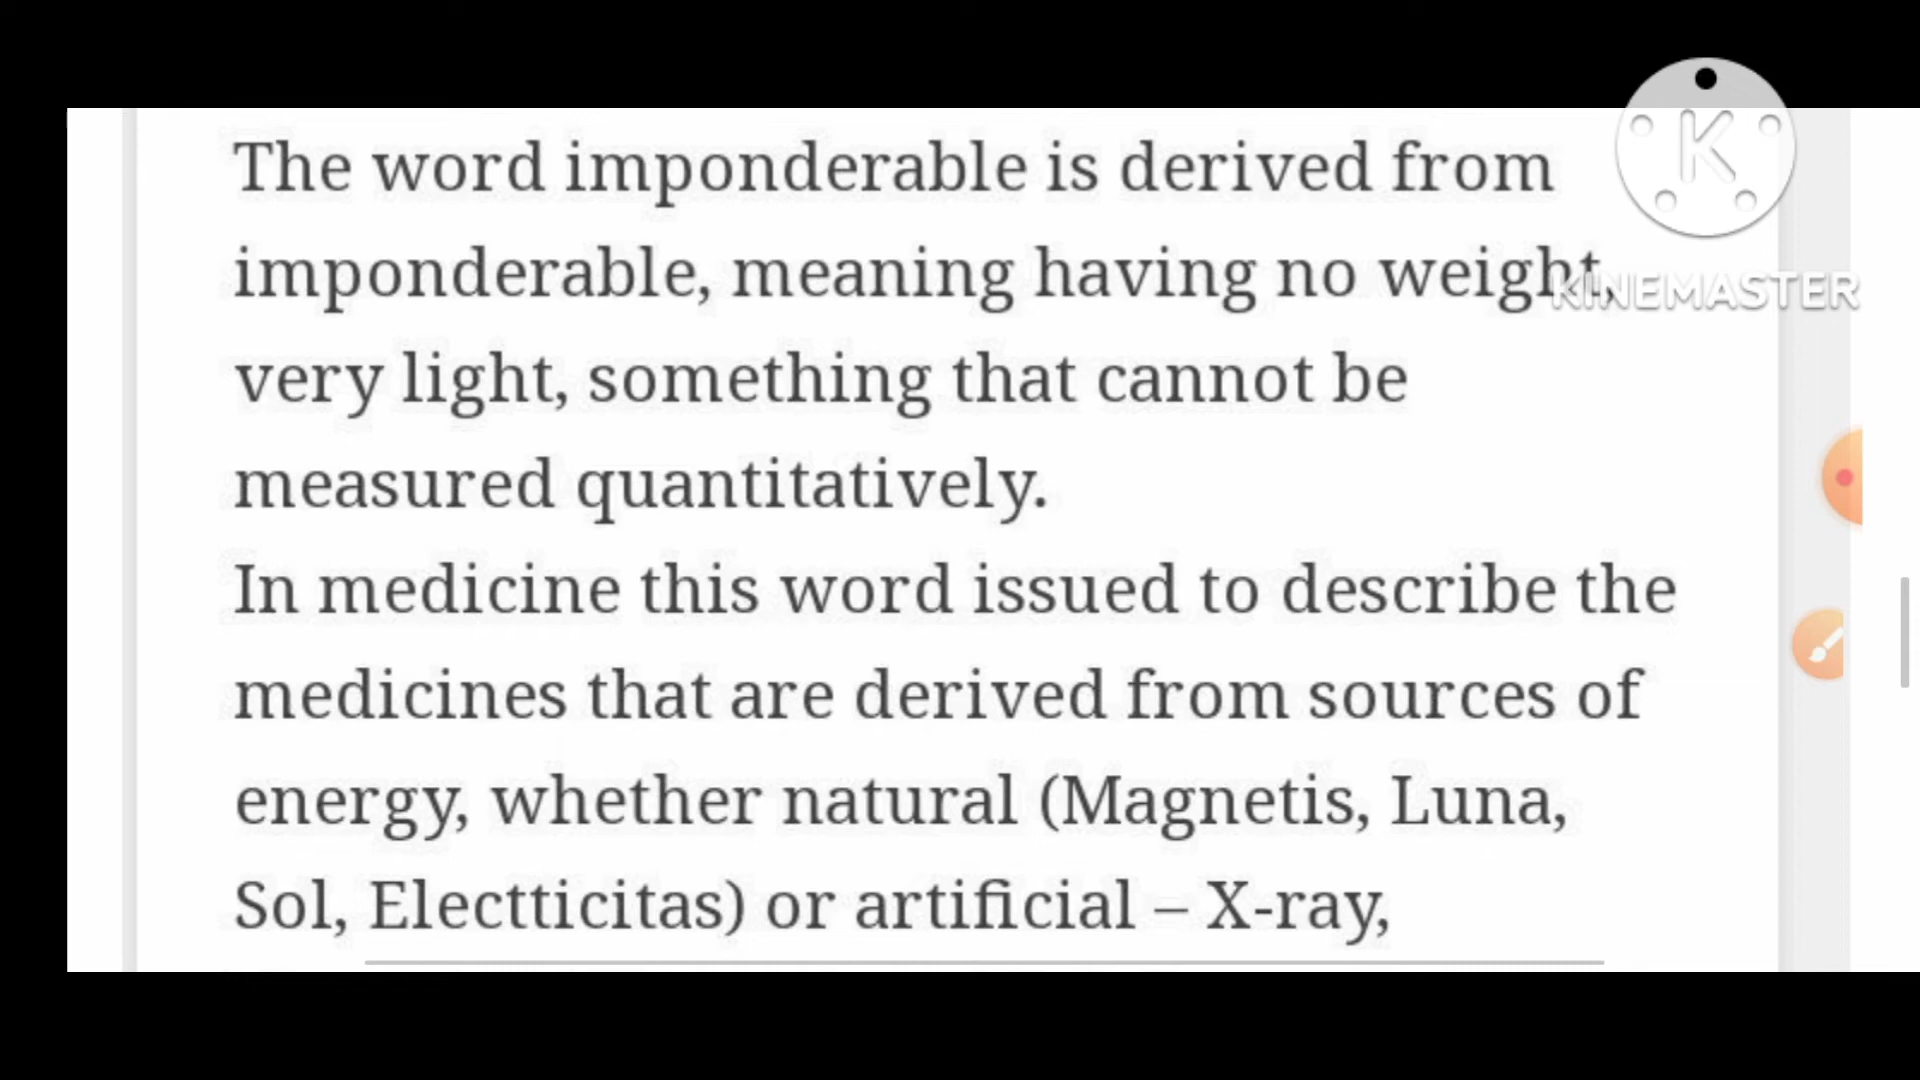 The word imponderable is derived from
imponderable, meaning having no weight,
very light, something that cannot be
measured quantitatively.
In medicine this word issued to describe the
medicines that are derived from sources of
energy, whether natural (Magnetis, Luna,
Sol, Electticitas) or artificial – X-ray,
K
KINEMASTER